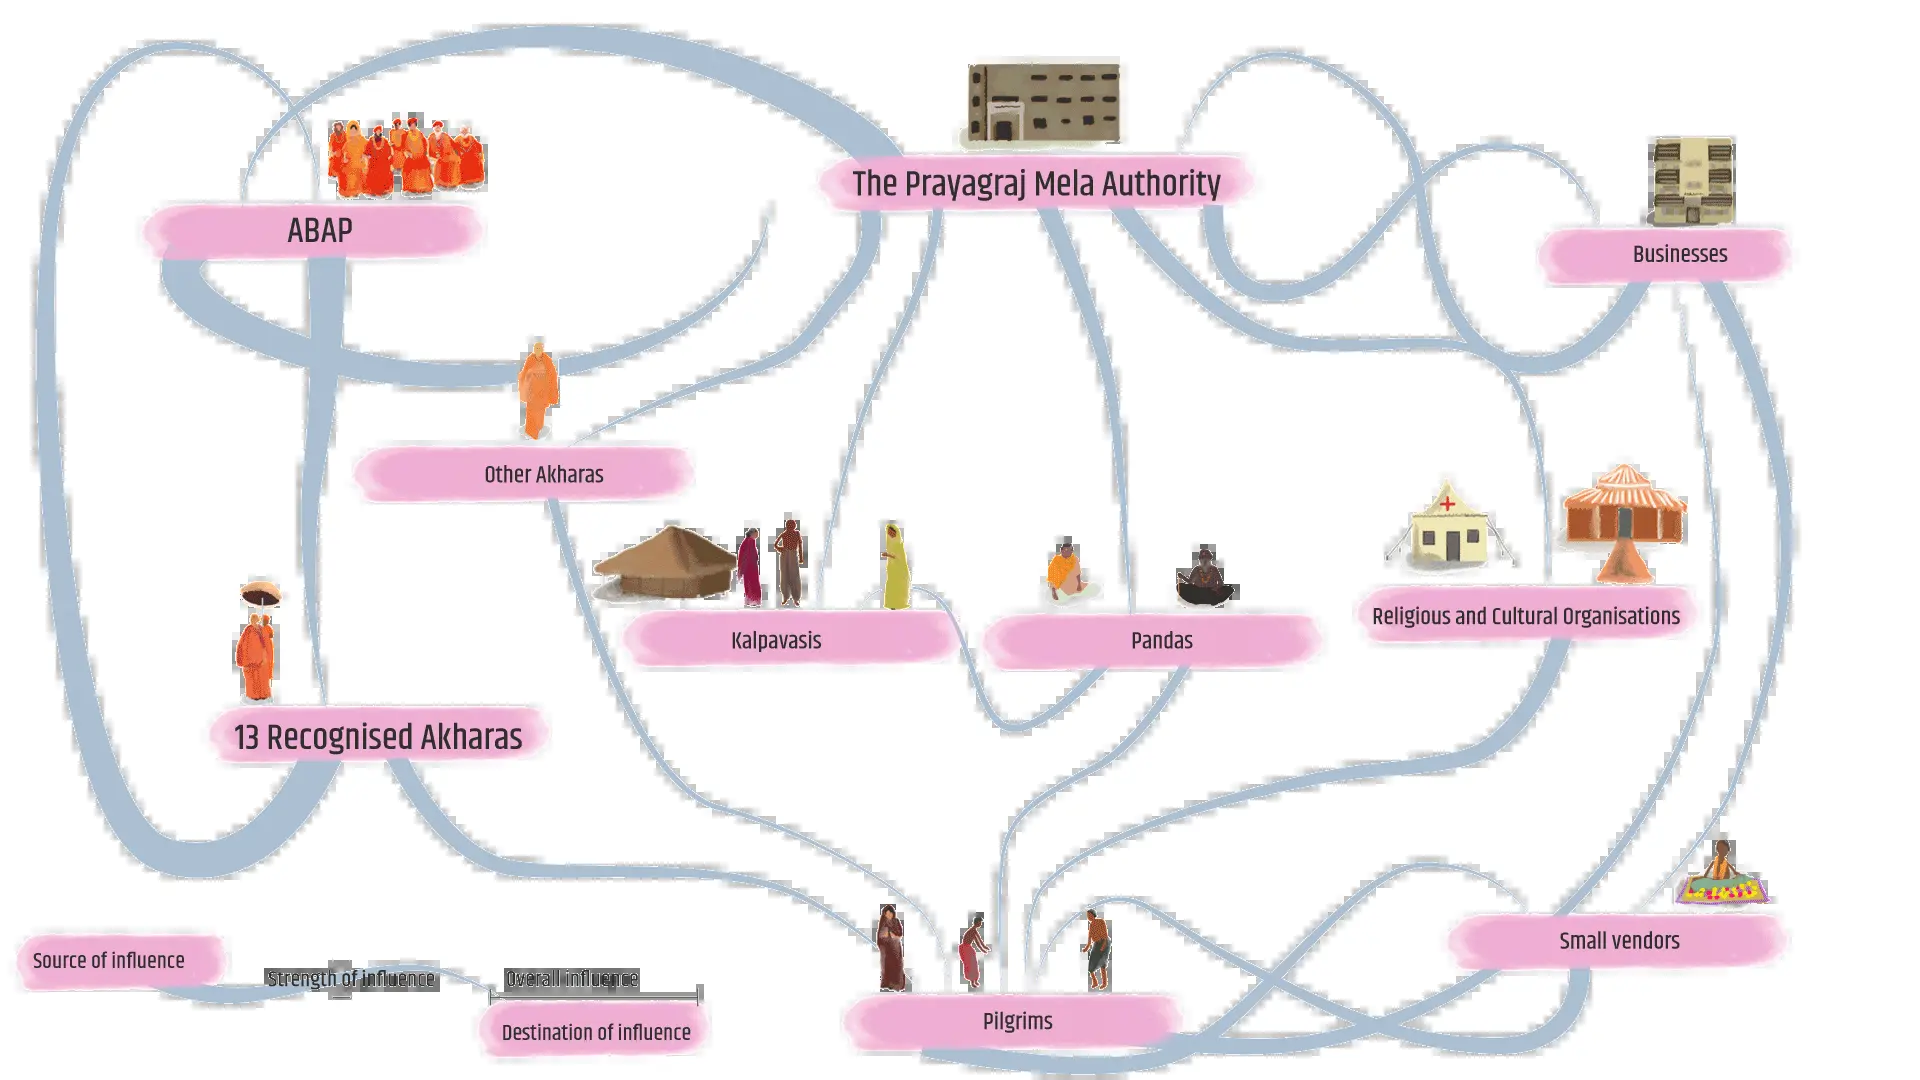 The Prayagraj Mela Authority
ABAP
Businesses
Other Akharas
Religious and Cultural Organisations
Kalpavasis
Pandas
13 Recognised Akharas
Small vendors
Source of influence
Strength of Influence
Overall influence
Pilgrims
Destination of influence